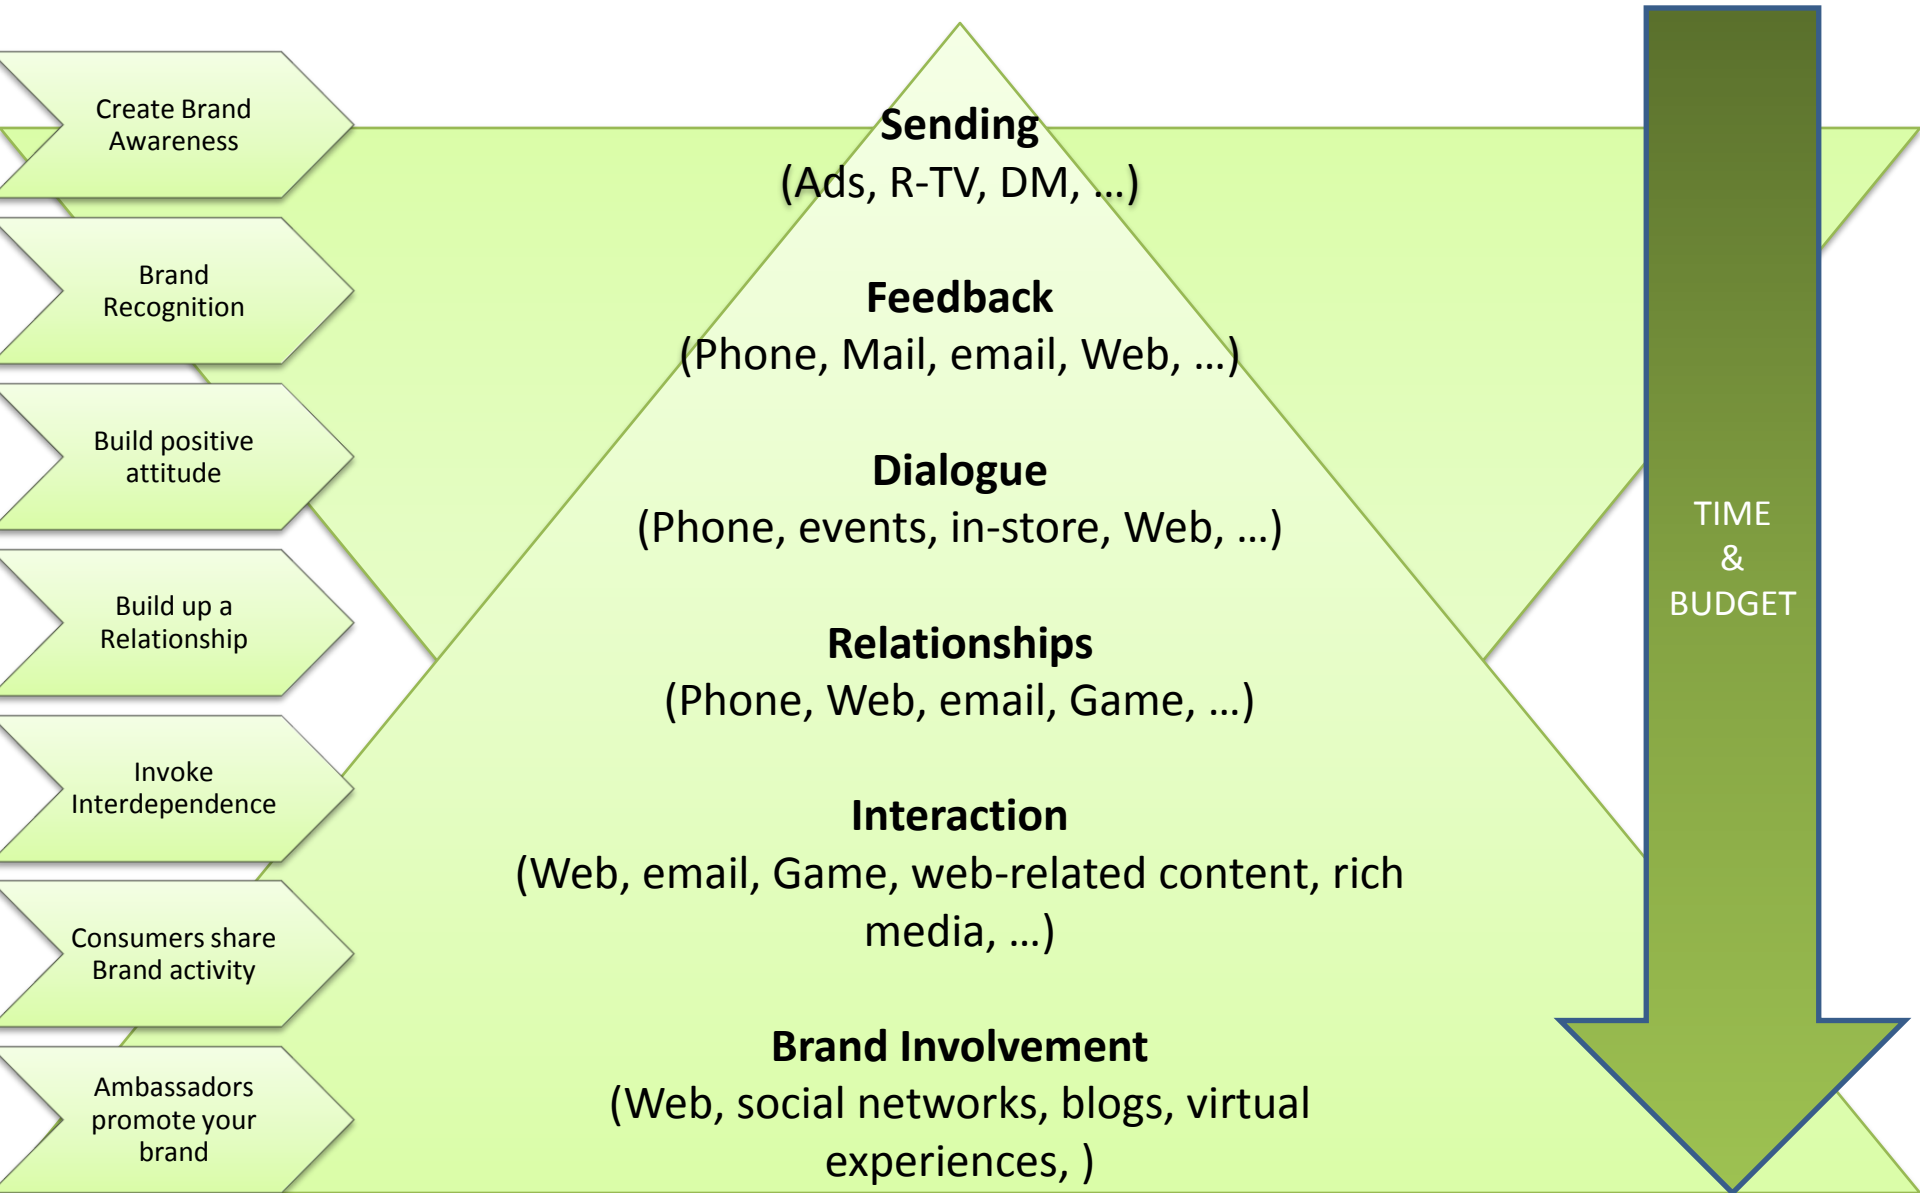 Create Brand
Awareness
Brand
Recognition
Build positive
attitude
Build up a
Relationship
Invoke
Interdependence
Consumers share
Brand activity
Ambassadors
promote your
brand
Sending
(Ads, R-TV, DM, …)
Feedback
(Phone, Mail, email, Web, …)
Dialogue
(Phone, events, in-store, Web, …)
Relationships
(Phone, Web, email, Game, …)
Interaction
(Web, email, Game, web-related content, rich
media, …)
Brand Involvement
(Web, social networks, blogs, virtual
experiences, )
TIME
&
BUDGET